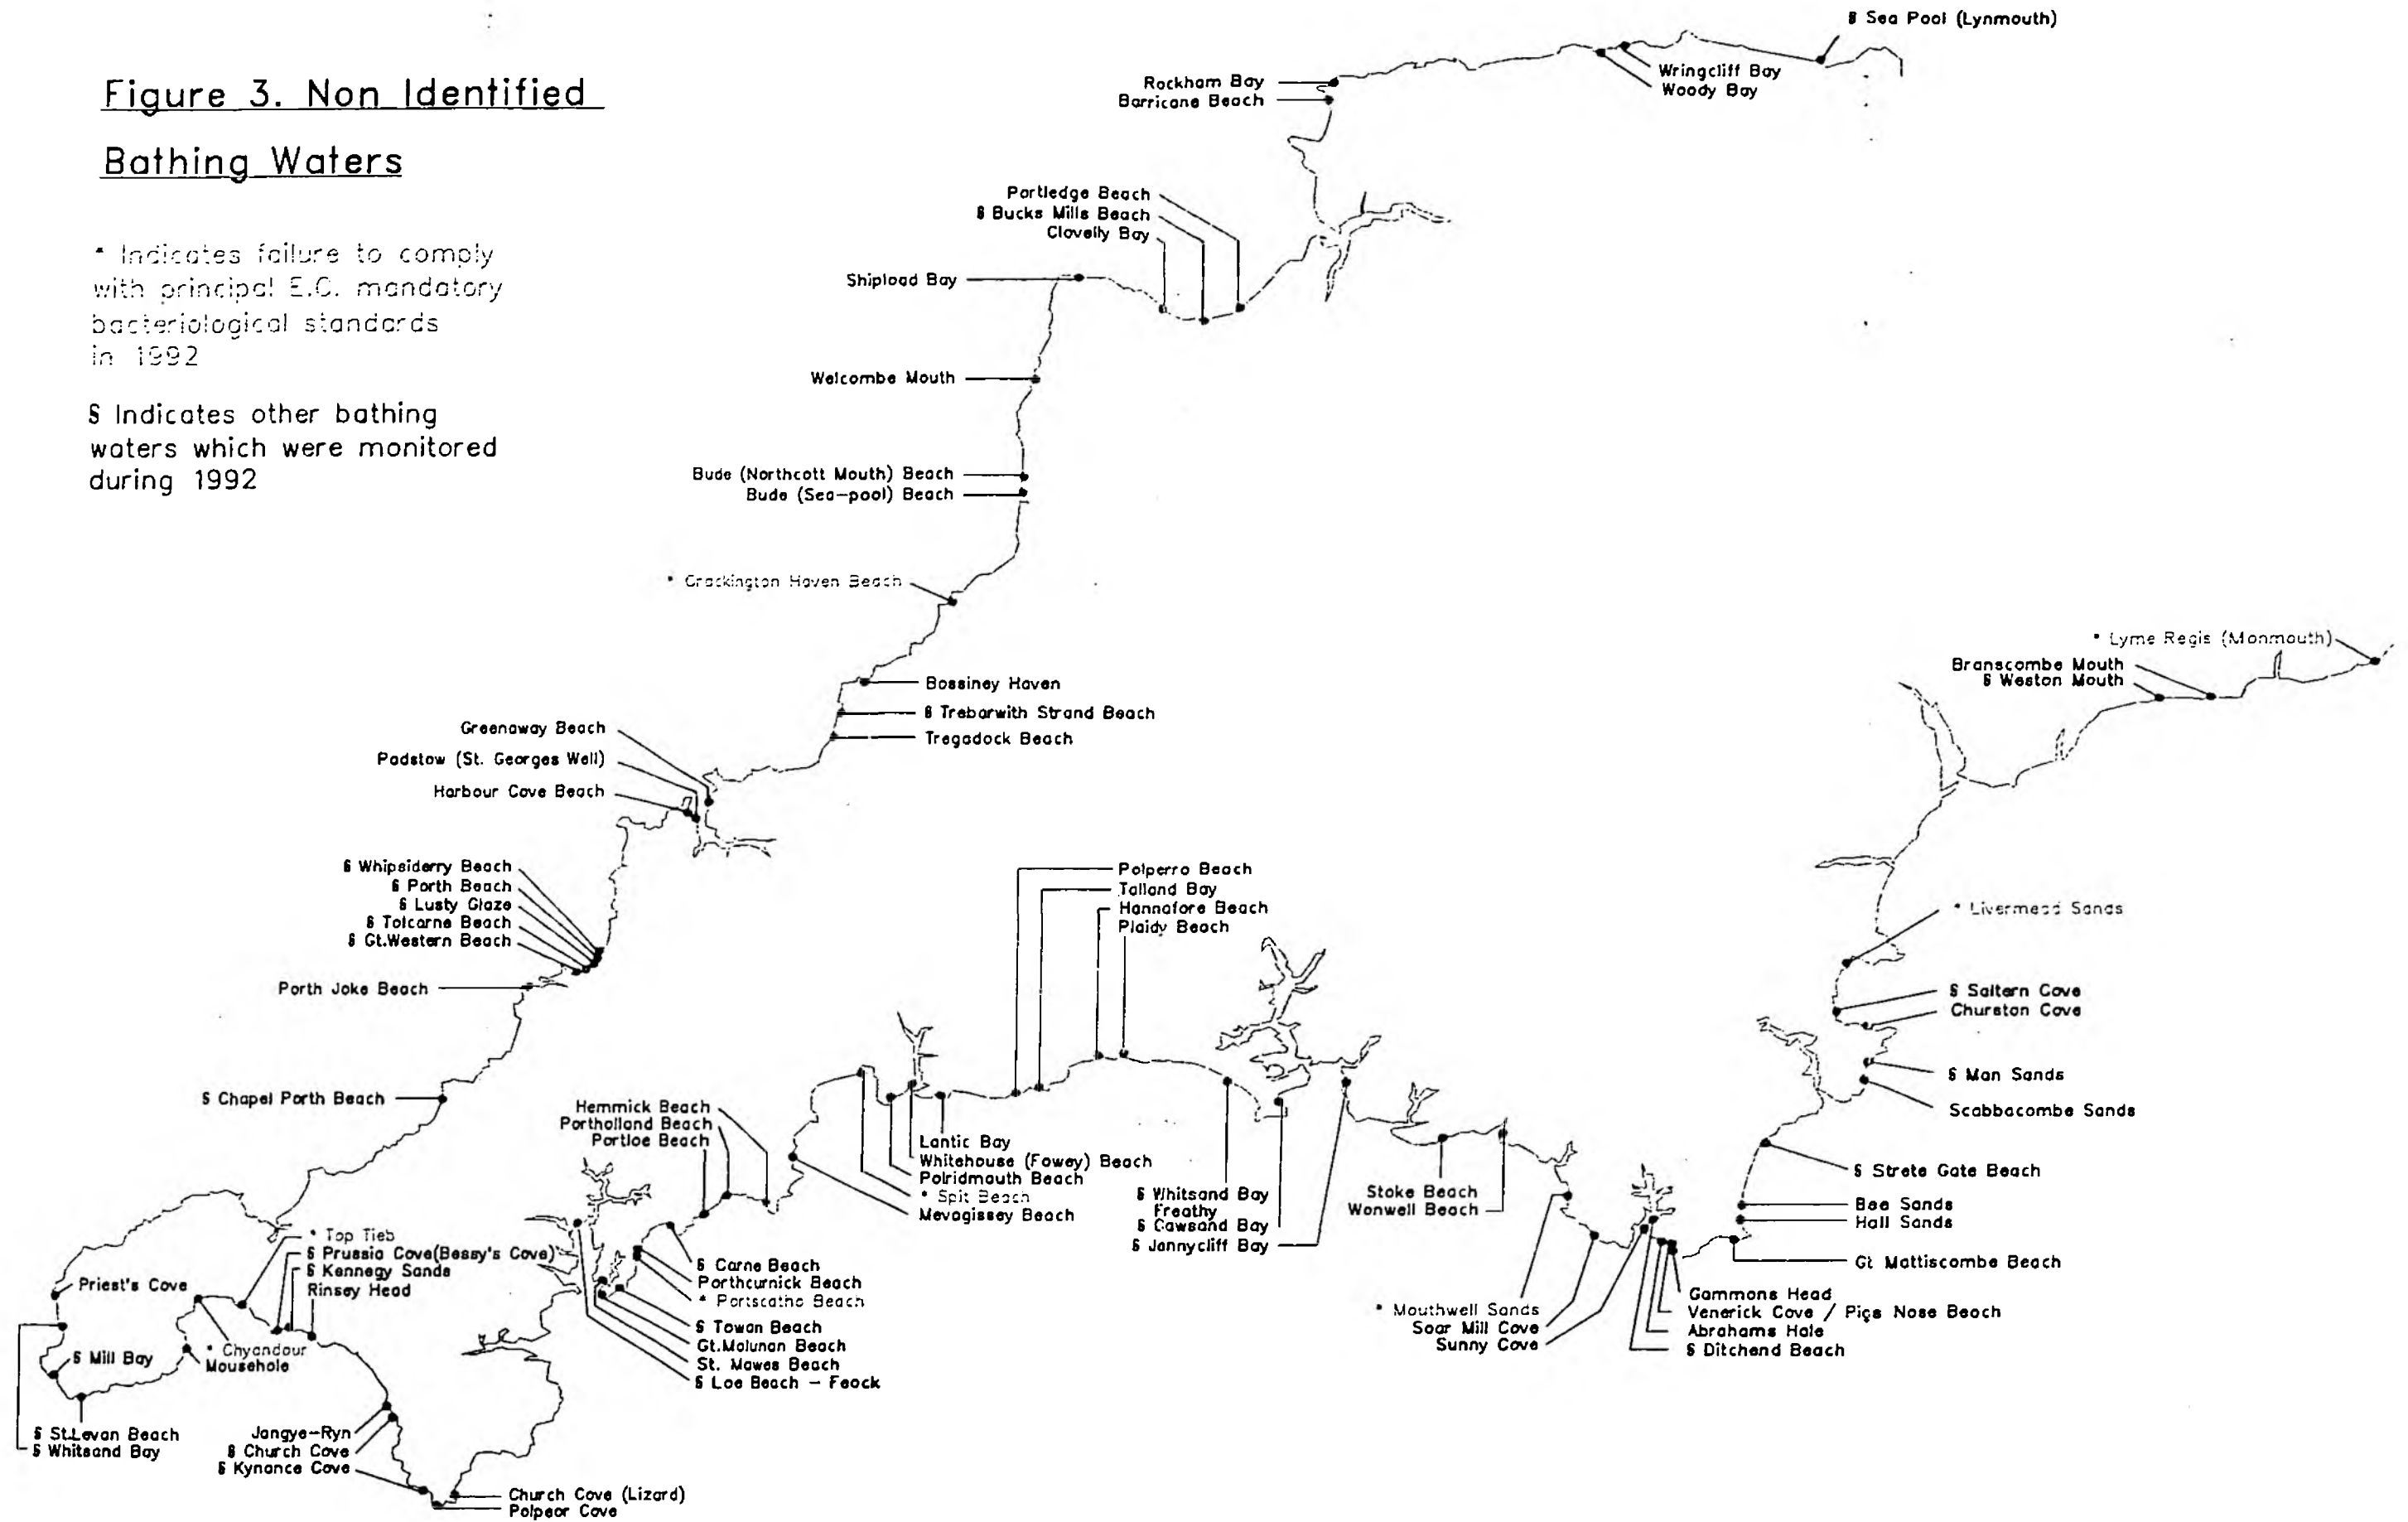 Figure 3. Non Identified
Bathing Waters
* Indicates failure to comply
with principal E.C. mandatory
bacteriological standards
in 1992
§ Indicates other bathing
waters which were monitored
during 1992
§ Sea Pool (Lynmouth)
Wringcliff Bay
Woody Bay
Rockham Bay
Barricane Beach
Portledge Beach
§ Bucks Mills Beach
Clovelly Bay
Shipload Bay
Welcombe Mouth
Bude (Northcott Mouth) Beach
Bude (Sea-pool) Beach
* Crackington Haven Beach
Bossiney Haven
§ Trebarwith Strand Beach
Tregadock Beach
Greenaway Beach
Padstow (St. Georges Well)
Harbour Cove Beach
§ Whipsiderry Beach
§ Porth Beach
§ Lusty Glaze
§ Tolcarne Beach
§ Gt.Western Beach
Porth Joke Beach
§ Chapel Porth Beach
* Lyme Regis (Monmouth)
Branscombe Mouth
§ Weston Mouth
* Livermead Sands
§ Saltern Cove
Churston Cove
§ Man Sands
Scabbacombe Sands
§ Strete Gate Beach
Bee Sands
Hall Sands
Gt Mattiscombe Beach
Gammons Head
Venerick Cove / Pigs Nose Beach
Abrahams Hole
§ Ditchend Beach
* Mouthwell Sands
Soar Mill Cove
Sunny Cove
Stoke Beach
Wonwell Beach
§ Whitsand Bay
Freathy
§ Cawsand Bay
§ Jannycliff Bay
Polperro Beach
Talland Bay
Hannafore Beach
Plaidy Beach
Lantic Bay
Whitehouse (Fowey) Beach
Polridmouth Beach
* Spit Beach
Mevagissey Beach
Hemmick Beach
Portholland Beach
Portloe Beach
§ Carne Beach
Porthcurnick Beach
* Portscatho Beach
§ Towan Beach
Gt.Molunan Beach
St. Mawes Beach
§ Loe Beach - Feock
* Top Tieb
§ Prussia Cove(Bessy's Cove)
§ Kennegy Sands
Rinsey Head
Priest's Cove
§ Mill Bay
* Chyandour
Mousehole
§ St.Levan Beach
§ Whitsand Bay
Jangye-Ryn
§ Church Cove
§ Kynance Cove
Church Cove (Lizard)
Polpeor Cove